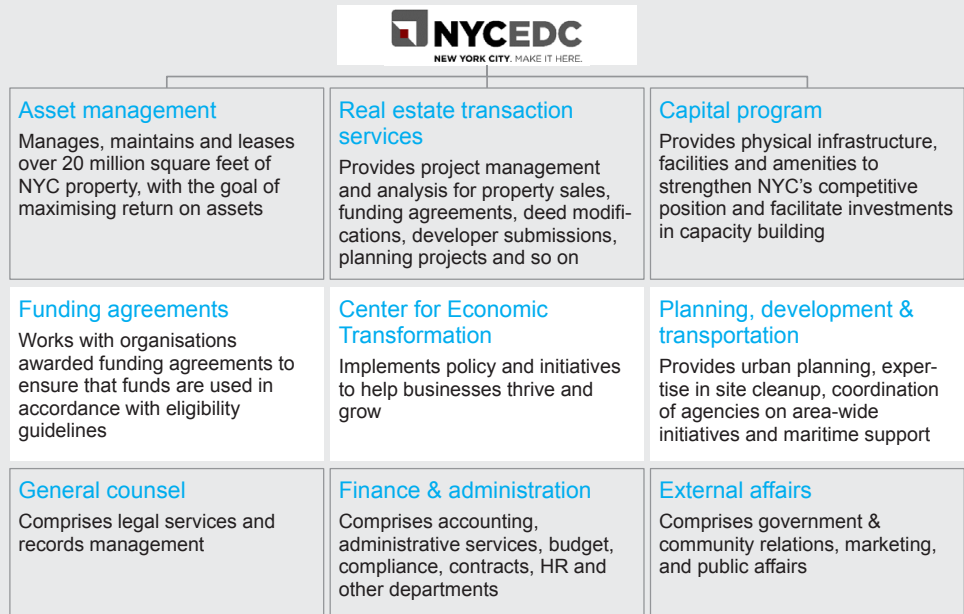 NYCEDC
NEW YORK CITY. MAKE IT HERE.
Asset management
Manages, maintains and leases
over 20 million square feet of
NYC property, with the goal of
maximising return on assets
Real estate transaction
services
Provides project management
and analysis for property sales,
funding agreements, deed modifi-
cations, developer submissions,
planning projects and so on
Capital program
Provides physical infrastructure,
facilities and amenities to
strengthen NYC's competitive
position and facilitate investments
in capacity building
Funding agreements
Works with organisations
awarded funding agreements to
ensure that funds are used in
accordance with eligibility
guidelines
Center for Economic
Transformation
Implements policy and initiatives
to help businesses thrive and
grow
Planning, development &
transportation
Provides urban planning, exper-
tise in site cleanup, coordination
of agencies on area-wide
initiatives and maritime support
General counsel
Comprises legal services and
records management
Finance & administration
Comprises accounting,
administrative services, budget,
compliance, contracts, HR and
other departments
External affairs
Comprises government &
community relations, marketing,
and public affairs